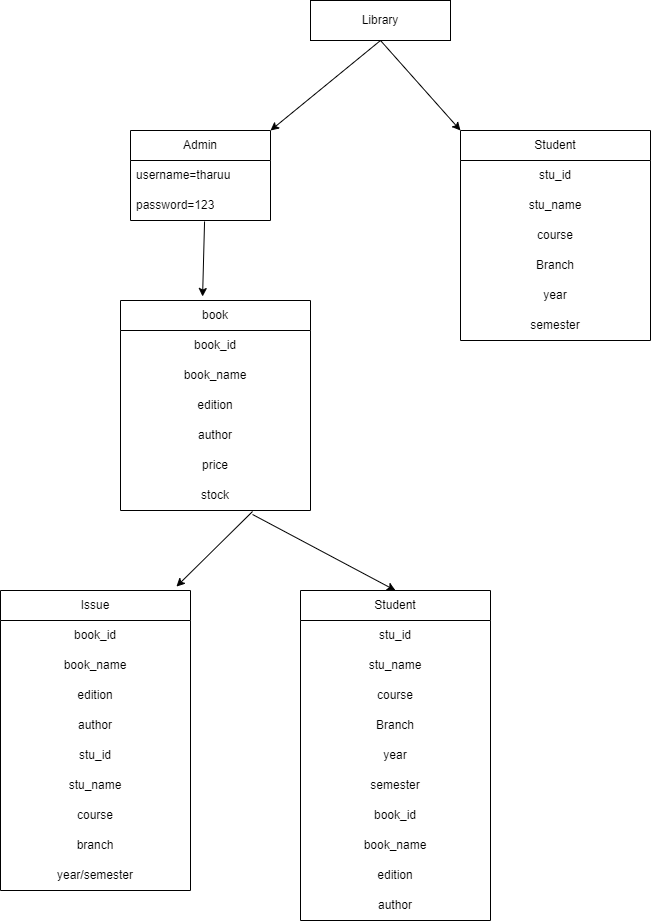 Library
Admin
username=tharuu
password=123
Student
stu_id
stu_name
course
Branch
year
semester
book
book_id
book_name
edition
author
price
stock
Issue
book_id
book_name
edition
author
stu_id
stu_name
course
branch
year/semester
Student
stu_id
stu_name
course
Branch
year
semester
book_id
book_name
edition
author